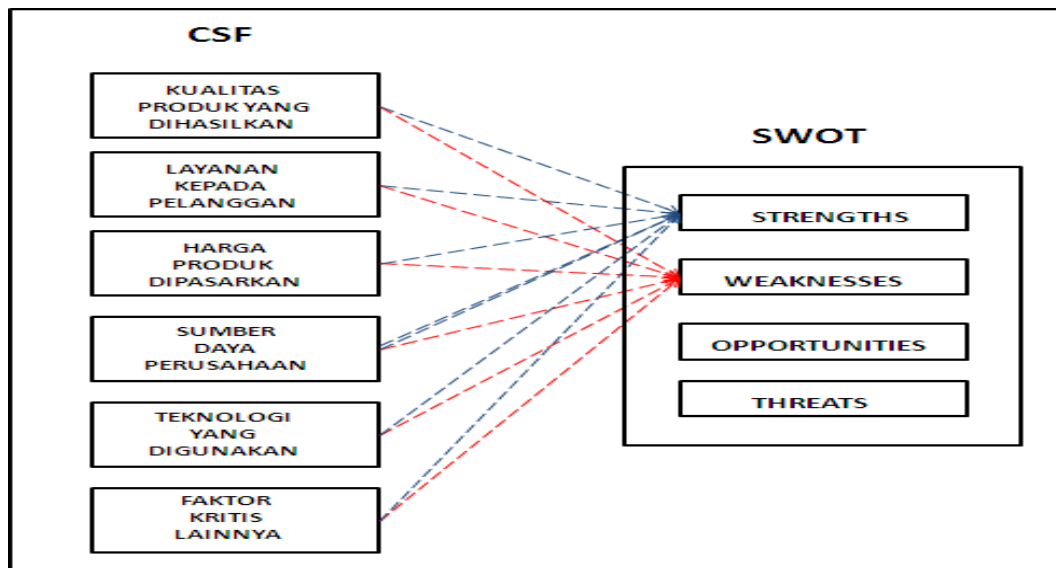 CSF
KUALITAS
PRODUK YANG
DIHASILKAN
LAYANAN
KEPADA
PELANGGAN
HARGA
PRODUK
DIPASARKAN
SUMBER
DAYA
PERUSAHAAN
TEKNOLOGI
YANG
DIGUNAKAN
FAKTOR
KRITIS
LAINNYA
SWOT
STRENGTHS
WEAKNESSES
OPPORTUNITIES
THREATS